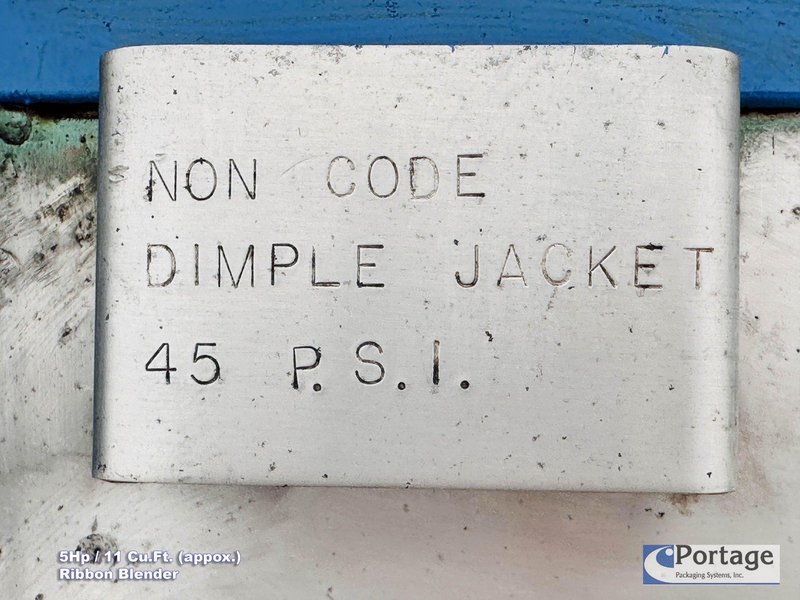 NON CODE
DIMPLE JACKET
45 P.S.I.
5Hp / 11 Cu.Ft. (appox.)
Ribbon Blender
Portage
Packaging Systems, Inc.